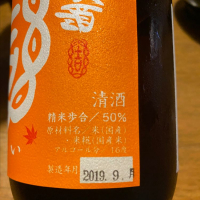 清酒
精米歩合/50%
原材料名/米(国産)
・米麹(国産米)
アルコール分/16度
製造年月
2019.9.
い